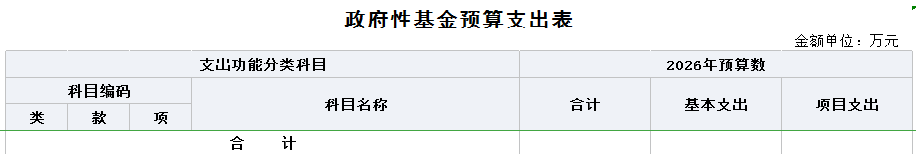 政府性基金预算支出表
金额单位：万元
支出功能分类科目 2026年预算数
科目编码 科目名称 合计 基本支出 项目支出
类 款 项
合 计